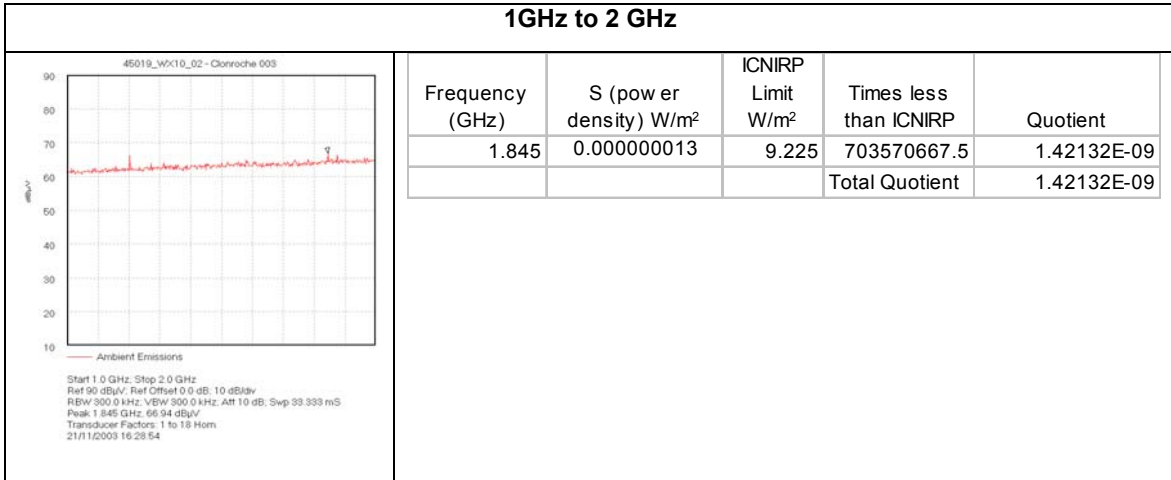 1GHz to 2 GHz
45019_WX10_02 - Clonroche 003
90
80
70
60
50
40
30
20
10
dBµV
Ambient Emissions
Start 1.0 GHz; Stop 2.0 GHz
Ref 90 dBµV; Ref Offset 0.0 dB; 10 dB/div
RBW 300.0 kHz; VBW 300.0 kHz; Att 10 dB; Swp 33.333 mS
Peak 1.845 GHz, 66.94 dBµV
Transducer Factors: 1 to 18 Horn
21/11/2003 16:28:54
Frequency (GHz) S (pow er density) W/m² ICNIRP Limit W/m² Times less than ICNIRP Quotient
1.845 0.000000013 9.225 703570667.5 1.42132E-09
Total Quotient 1.42132E-09